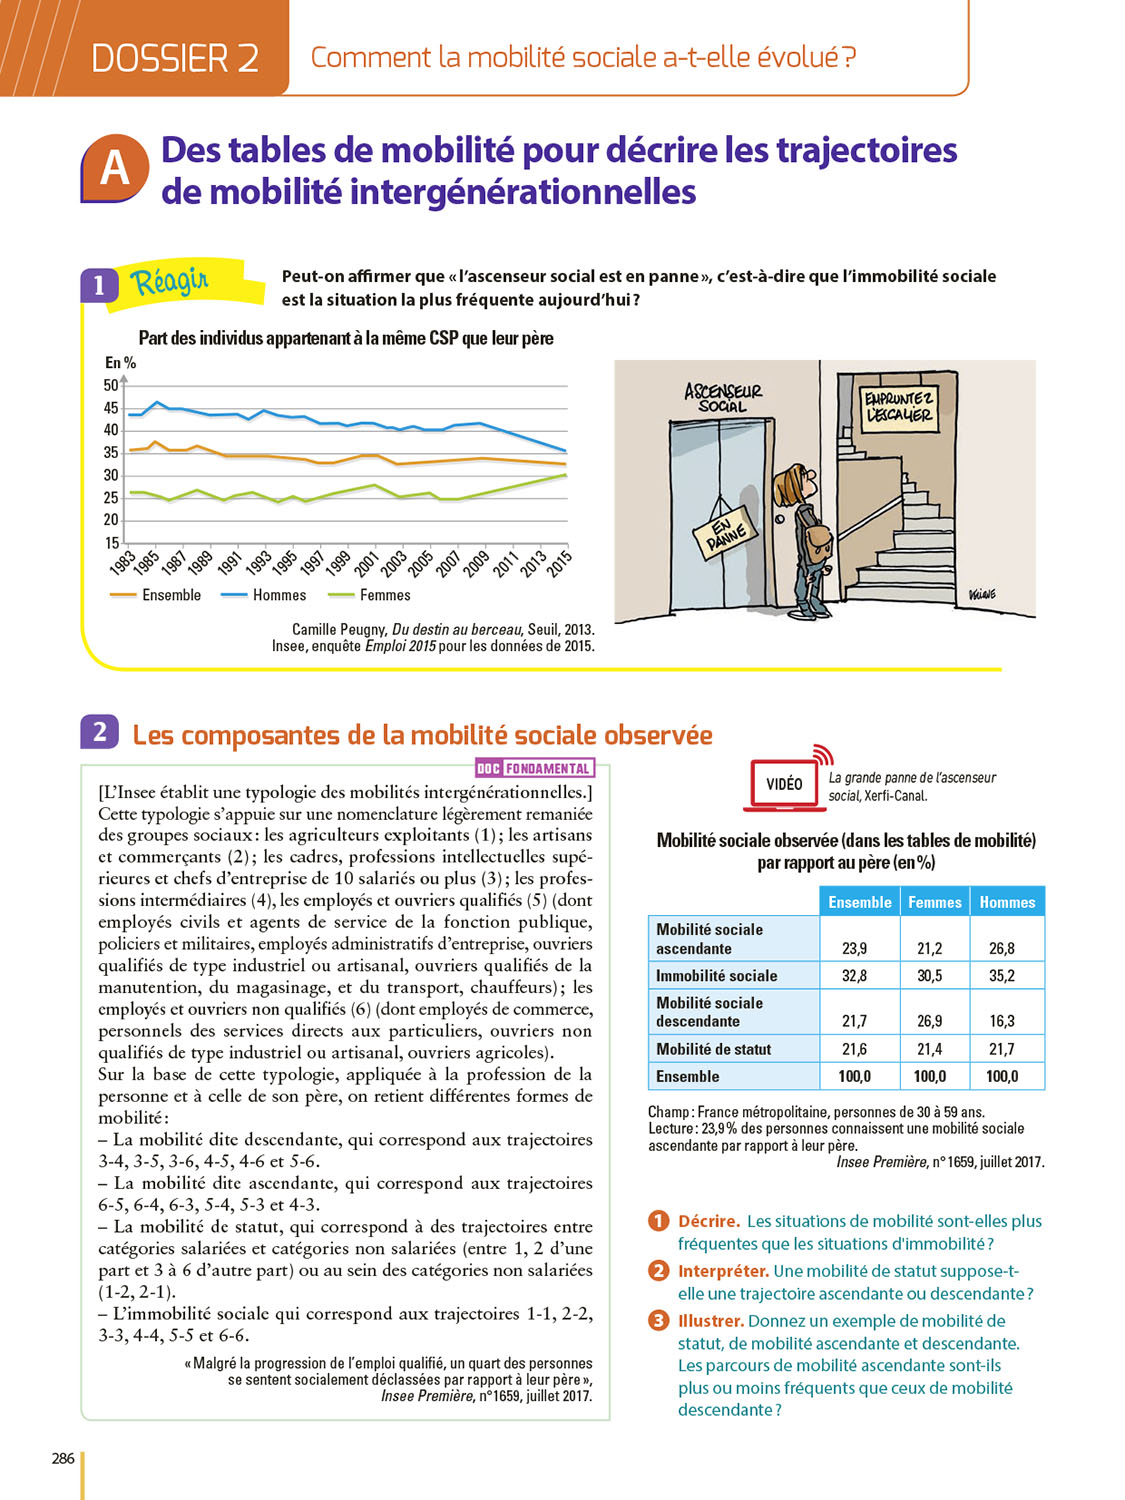 DOSSIER 2
Comment la mobilité sociale a-t-elle évolué ?
A
Des tables de mobilité pour décrire les trajectoires
de mobilité intergénérationnelles
1 Réagir
Peut-on affirmer que « l'ascenseur social est en panne », c'est-à-dire que l'immobilité sociale
est la situation la plus fréquente aujourd'hui ?
Part des individus appartenant à la même CSP que leur père
En %
50
45
40
35
30
25
20
15
1983 1985 1987 1989 1991 1993 1995 1997 1999 2001 2003 2005 2007 2009 2011 2013 2015
Ensemble Hommes Femmes
Camille Peugny, Du destin au berceau, Seuil, 2013.
Insee, enquête Emploi 2015 pour les données de 2015.
ASCENSEUR
SOCIAL
EN
PANNE
EMPRUNTEZ
L'ESCALIER
2 Les composantes de la mobilité sociale observée
DOC FONDAMENTAL
[L'Insee établit une typologie des mobilités intergénérationnelles.]
Cette typologie s'appuie sur une nomenclature légèrement remaniée
des groupes sociaux : les agriculteurs exploitants (1) ; les artisans
et commerçants (2) ; les cadres, professions intellectuelles supé-
rieures et chefs d'entreprise de 10 salariés ou plus (3) ; les profes-
sions intermédiaires (4), les employés et ouvriers qualifiés (5) (dont
employés civils et agents de service de la fonction publique,
policiers et militaires, employés administratifs d'entreprise, ouvriers
qualifiés de type industriel ou artisanal, ouvriers qualifiés de la
manutention, du magasinage, et du transport, chauffeurs) ; les
employés et ouvriers non qualifiés (6) (dont employés de commerce,
personnels des services directs aux particuliers, ouvriers non
qualifiés de type industriel ou artisanal, ouvriers agricoles).
Sur la base de cette typologie, appliquée à la profession de la
personne et à celle de son père, on retient différentes formes de
mobilité :
– La mobilité dite descendante, qui correspond aux trajectoires
3-4, 3-5, 3-6, 4-5, 4-6 et 5-6.
– La mobilité dite ascendante, qui correspond aux trajectoires
6-5, 6-4, 6-3, 5-4, 5-3 et 4-3.
– La mobilité de statut, qui correspond à des trajectoires entre
catégories salariées et catégories non salariées (entre 1, 2 d'une
part et 3 à 6 d'autre part) ou au sein des catégories non salariées
(1-2, 2-1).
– L'immobilité sociale qui correspond aux trajectoires 1-1, 2-2,
3-3, 4-4, 5-5 et 6-6.
« Malgré la progression de l'emploi qualifié, un quart des personnes
se sentent socialement déclassées par rapport à leur père »,
Insee Première, n°1659, juillet 2017.
VIDÉO
La grande panne de l'ascenseur
social, Xerfi-Canal.
Mobilité sociale observée (dans les tables de mobilité)
par rapport au père (en %)
Ensemble Femmes Hommes
Mobilité sociale
ascendante 23,9 21,2 26,8
Immobilité sociale 32,8 30,5 35,2
Mobilité sociale
descendante 21,7 26,9 16,3
Mobilité de statut 21,6 21,4 21,7
Ensemble 100,0 100,0 100,0
Champ : France métropolitaine, personnes de 30 à 59 ans.
Lecture : 23,9 % des personnes connaissent une mobilité sociale
ascendante par rapport à leur père.
Insee Première, n° 1659, juillet 2017.
1 Décrire. Les situations de mobilité sont-elles plus
fréquentes que les situations d'immobilité ?
2 Interpréter. Une mobilité de statut suppose-t-
elle une trajectoire ascendante ou descendante ?
3 Illustrer. Donnez un exemple de mobilité de
statut, de mobilité ascendante et descendante.
Les parcours de mobilité ascendante sont-ils
plus ou moins fréquents que ceux de mobilité
descendante ?
286